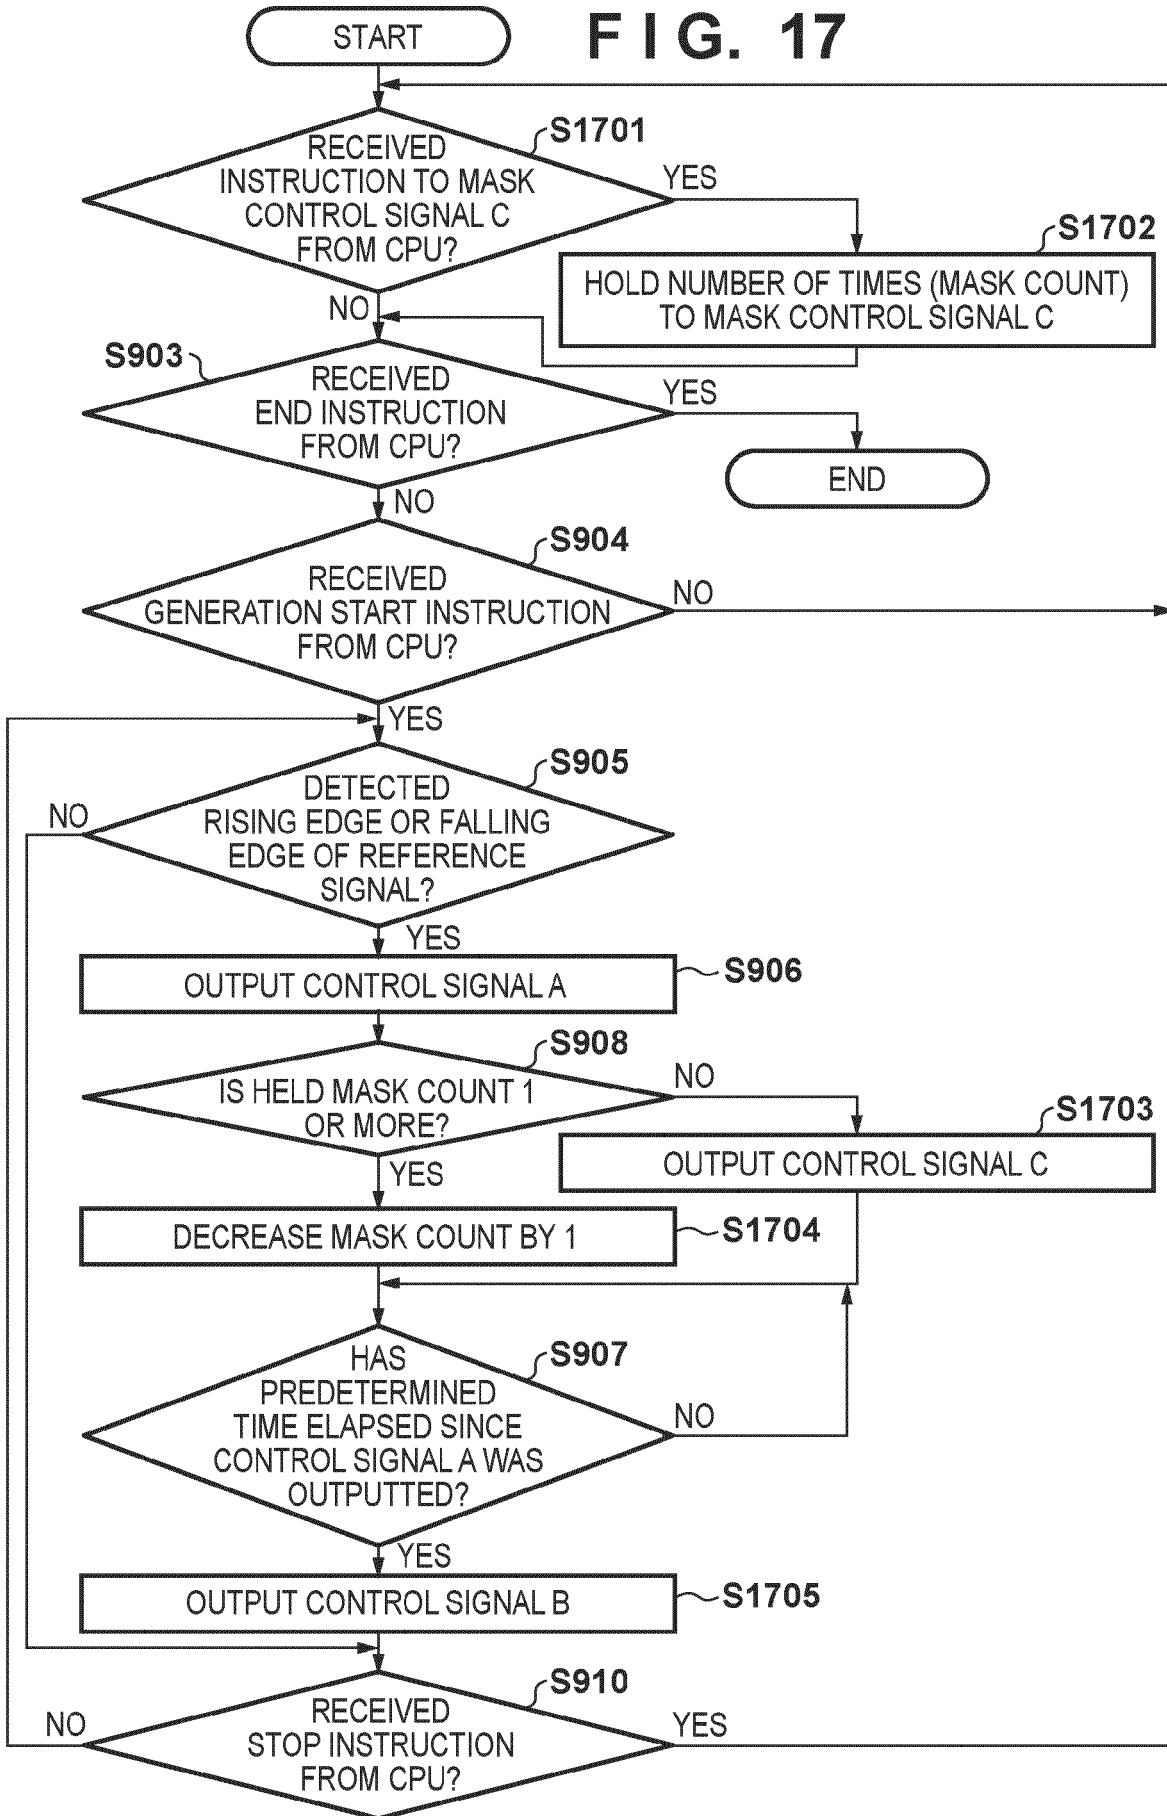 START
F I G. 17
S1701
RECEIVED
INSTRUCTION TO MASK
CONTROL SIGNAL C
FROM CPU?
YES
S1702
HOLD NUMBER OF TIMES (MASK COUNT)
TO MASK CONTROL SIGNAL C
NO
S903
RECEIVED
END INSTRUCTION
FROM CPU?
YES
END
NO
S904
RECEIVED
GENERATION START INSTRUCTION
FROM CPU?
NO
YES
S905
DETECTED
RISING EDGE OR FALLING
EDGE OF REFERENCE
SIGNAL?
NO
YES
OUTPUT CONTROL SIGNAL A
S906
S908
IS HELD MASK COUNT 1
OR MORE?
NO
S1703
OUTPUT CONTROL SIGNAL C
YES
DECREASE MASK COUNT BY 1
S1704
S907
HAS
PREDETERMINED
TIME ELAPSED SINCE
CONTROL SIGNAL A WAS
OUTPUTTED?
NO
YES
OUTPUT CONTROL SIGNAL B
S1705
S910
RECEIVED
STOP INSTRUCTION
FROM CPU?
NO
YES